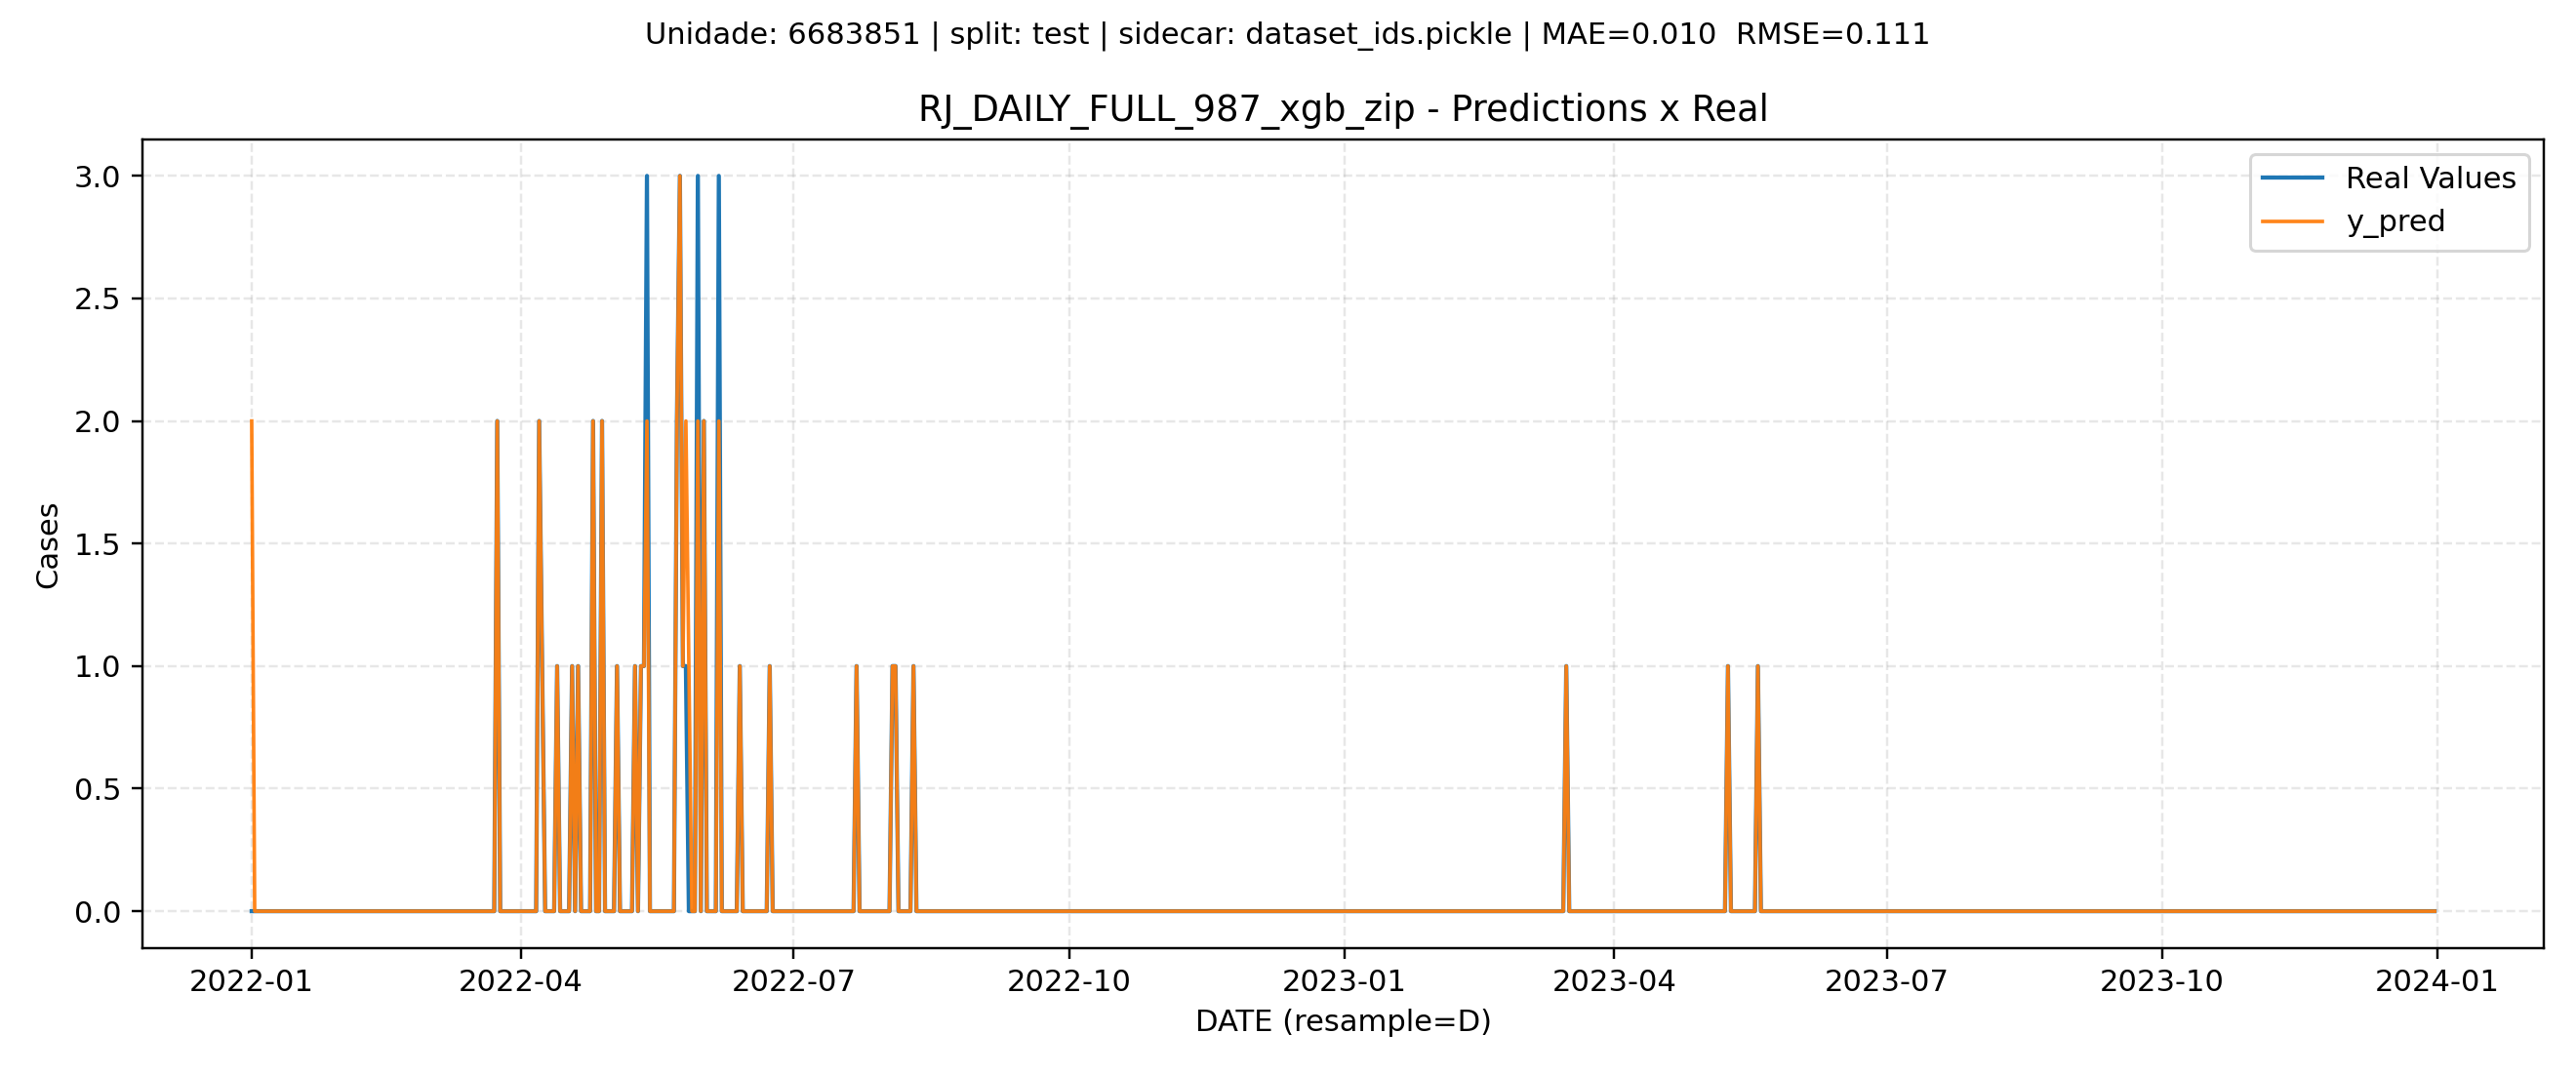 Unidade: 6683851 | split: test | sidecar: dataset_ids.pickle | MAE=0.010  RMSE=0.111
RJ_DAILY_FULL_987_xgb_zip - Predictions x Real
Real Values
y_pred
Cases
3.0
2.5
2.0
1.5
1.0
0.5
0.0
2022-01 2022-04 2022-07 2022-10 2023-01 2023-04 2023-07 2023-10 2024-01
DATE (resample=D)